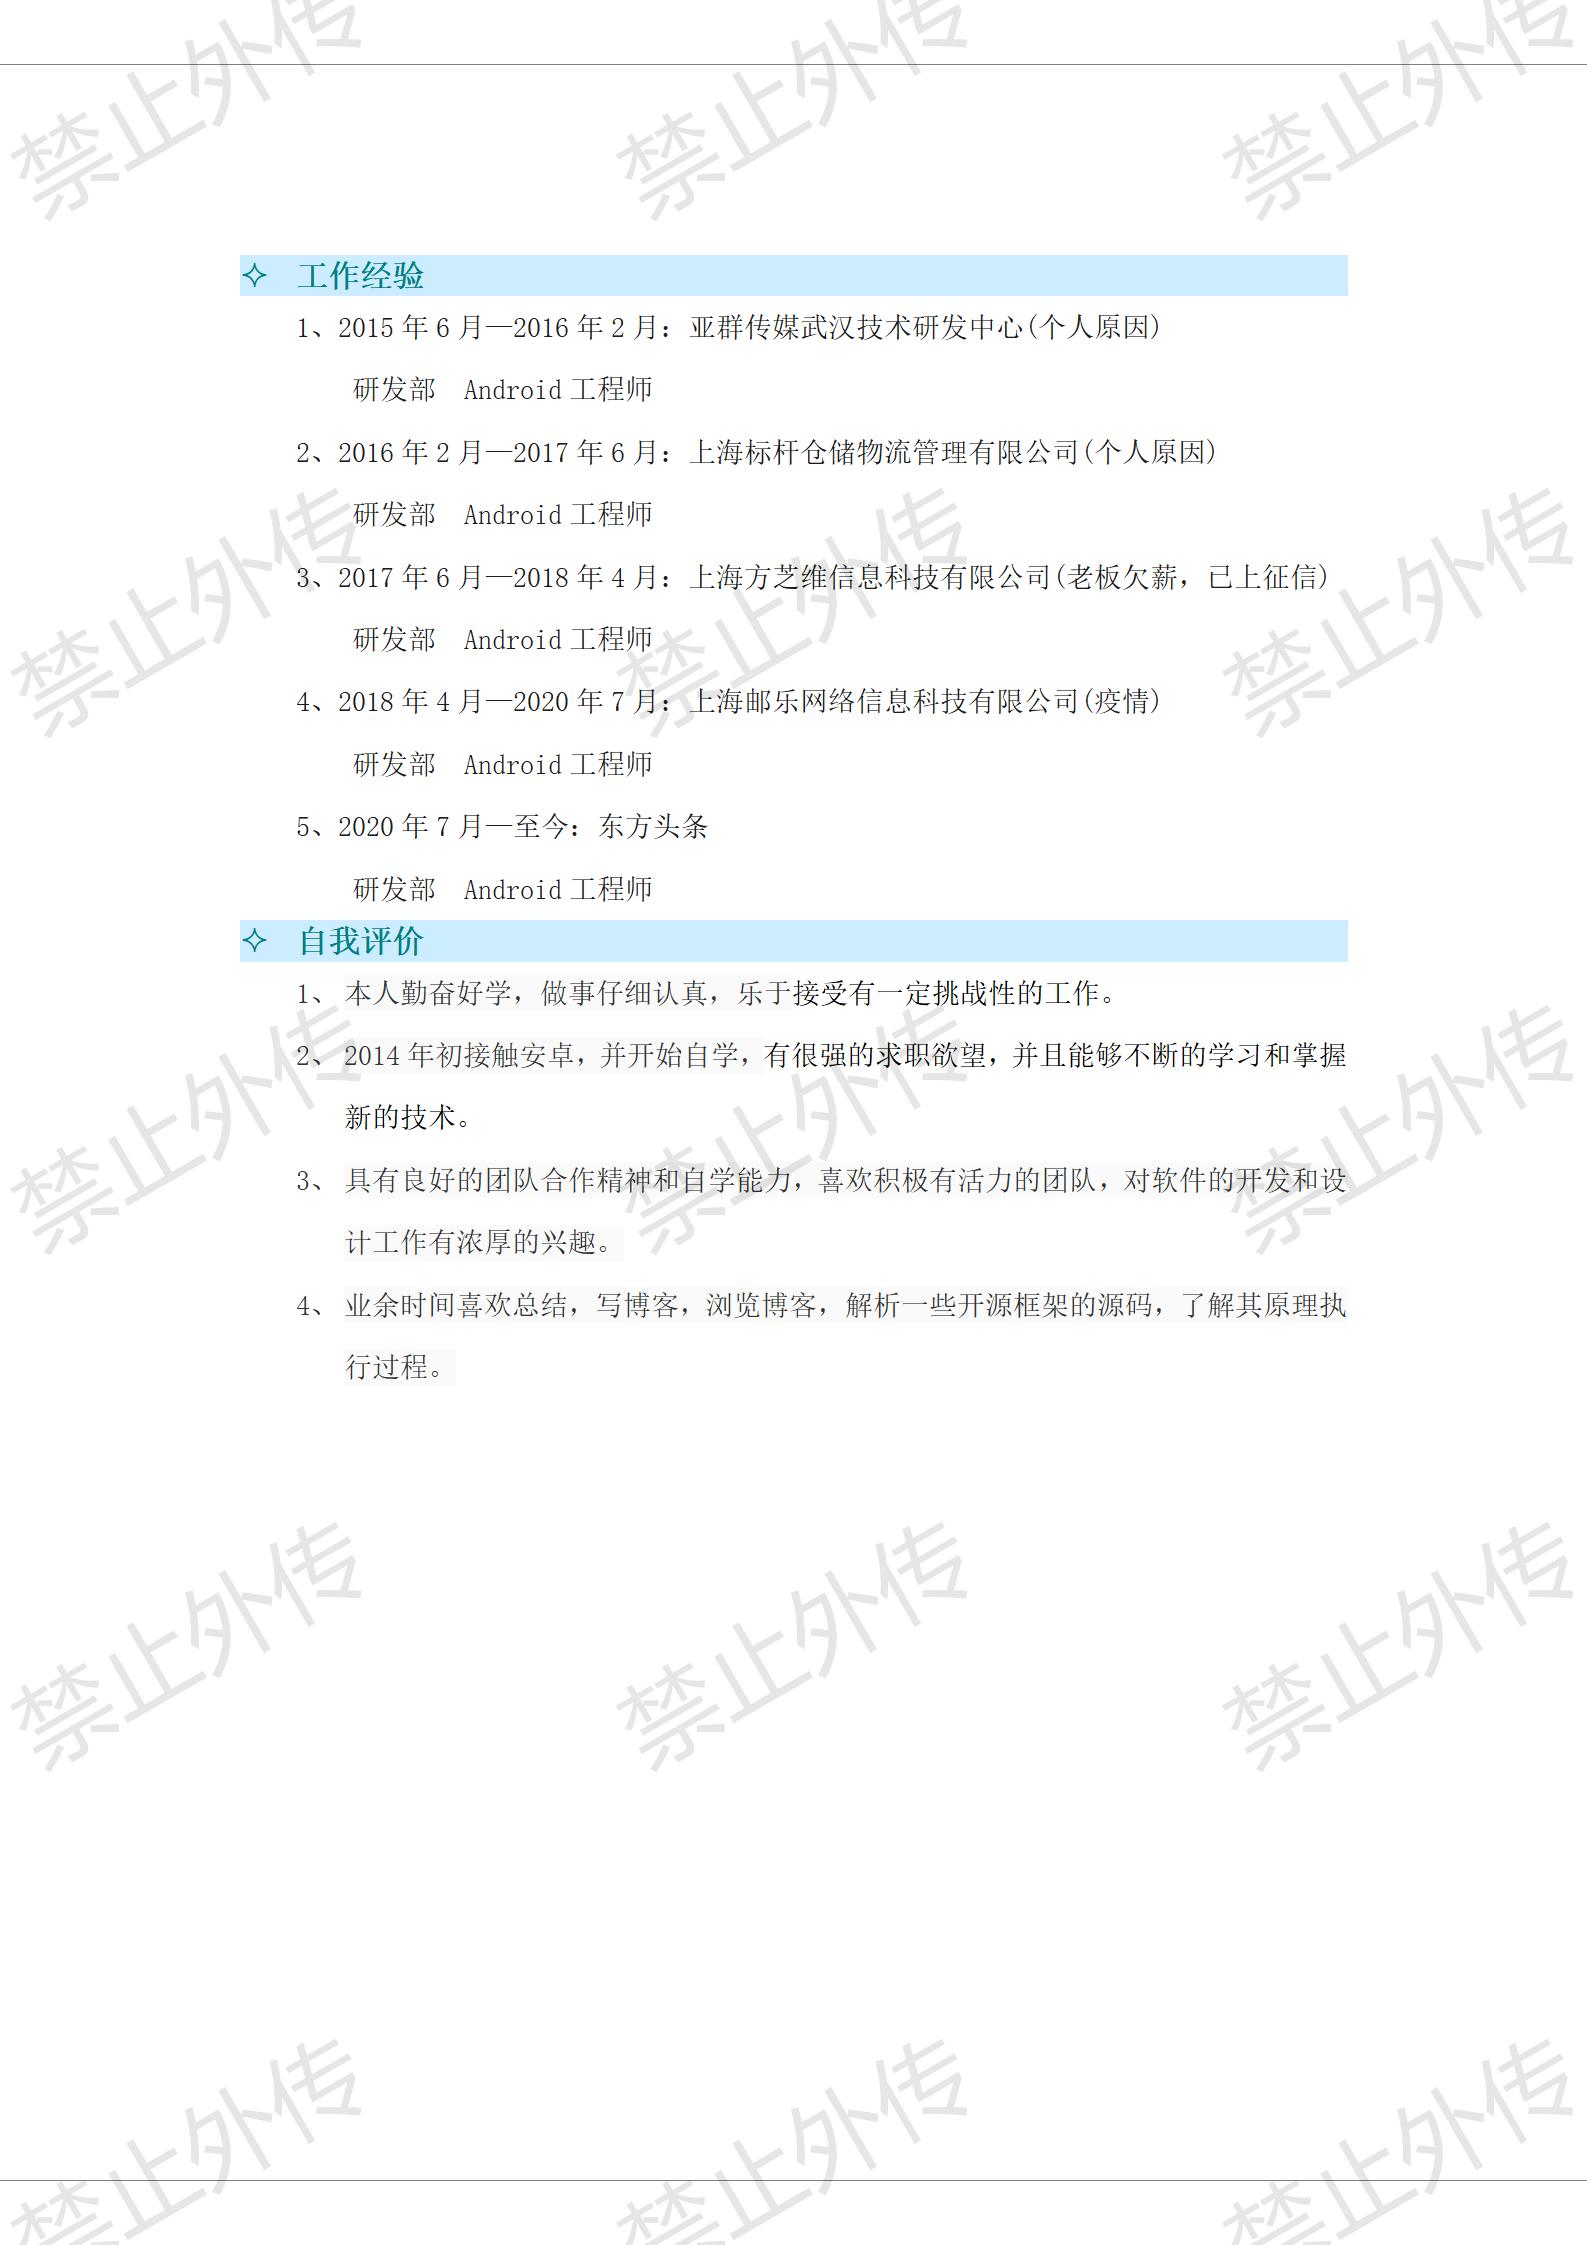 禁止外传 禁止外传 禁止外传
✧ 工作经验
1、2015 年 6 月—2016 年 2 月：亚群传媒武汉技术研发中心(个人原因)
研发部 Android 工程师
2、2016 年 2 月—2017 年 6 月：上海标杆仓储物流管理有限公司(个人原因)
研发部 Android 工程师
禁止外传 禁止外传 禁止外传
3、2017 年 6 月—2018 年 4 月：上海方芝维信息科技有限公司(老板欠薪，已上征信)
研发部 Android 工程师
4、2018 年 4 月—2020 年 7 月：上海邮乐网络信息科技有限公司(疫情)
研发部 Android 工程师
5、2020 年 7 月—至今：东方头条
研发部 Android 工程师
✧ 自我评价
1、 本人勤奋好学，做事仔细认真，乐于接受有一定挑战性的工作。
2、 2014 年初接触安卓，并开始自学，有很强的求职欲望，并且能够不断的学习和掌握
新的技术。
禁止外传 禁止外传 禁止外传
3、 具有良好的团队合作精神和自学能力，喜欢积极有活力的团队，对软件的开发和设
计工作有浓厚的兴趣。
4、 业余时间喜欢总结，写博客，浏览博客，解析一些开源框架的源码，了解其原理执
行过程。
禁止外传 禁止外传 禁止外传
禁止外传 禁止外传 禁止外传